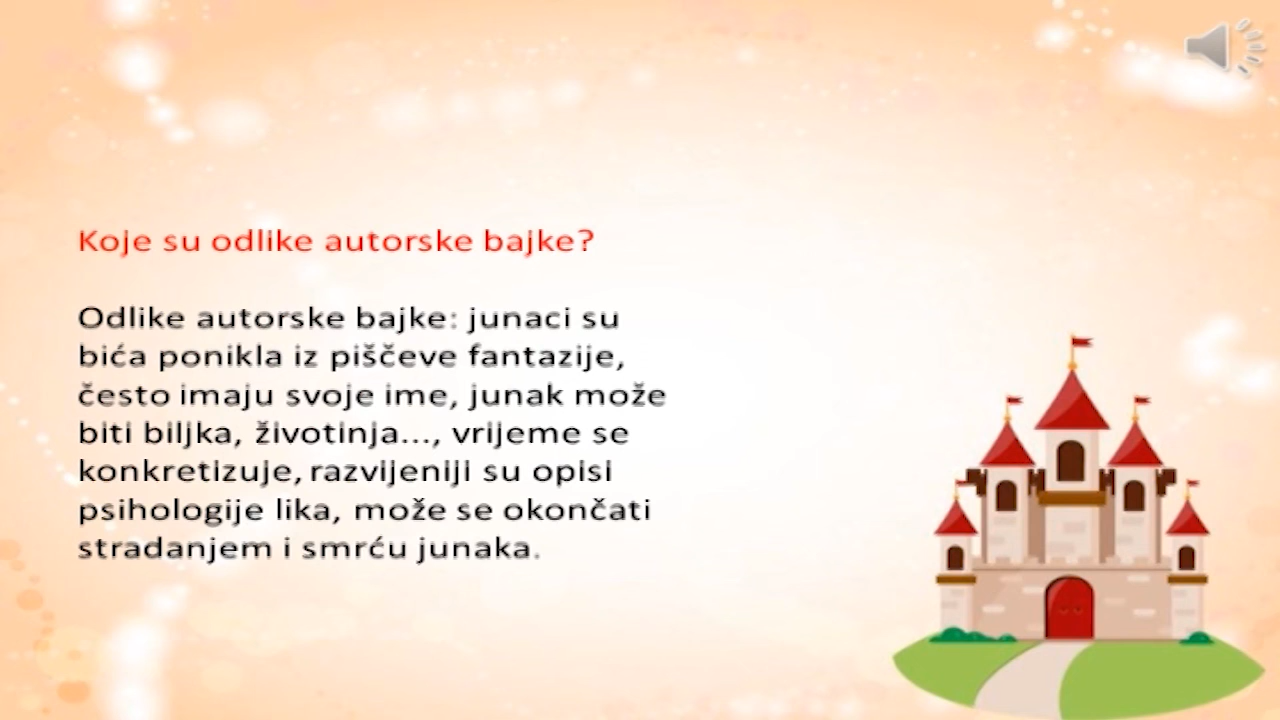 Koje su odlike autorske bajke?
Odlike autorske bajke: junaci su
bića ponikla iz piščeve fantazije,
često imaju svoje ime, junak može
biti biljka, životinja..., vrijeme se
konkretizuje, razvijeniji su opisi
psihologije lika, može se okončati
stradanjem i smrću junaka.